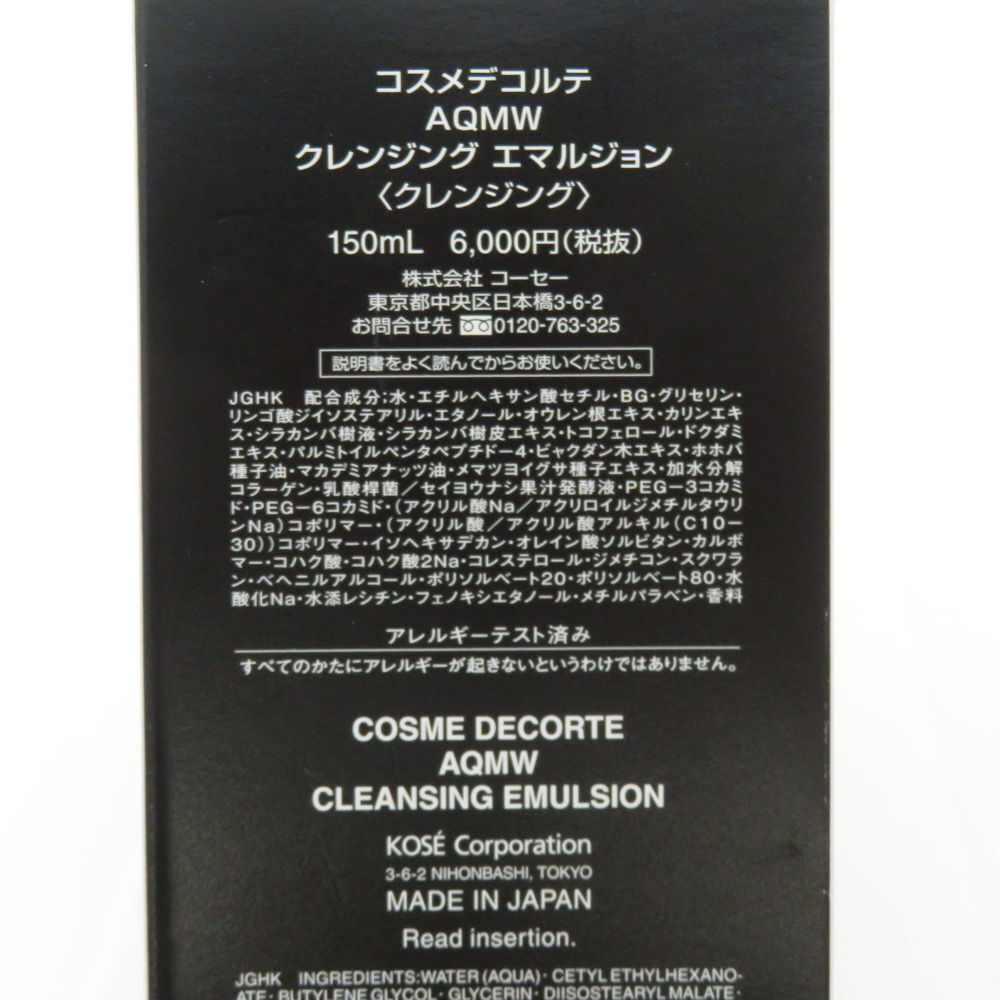 コスメデコルテ
AQMW
クレンジング エマルジョン
〈クレンジング〉
150mL 6,000円(税抜)
株式会社 コーセー
東京都中央区日本橋3-6-2
お問合せ先 0120-763-325
説明書をよく読んでからお使いください。
JGHK 配合成分;水・エチルヘキサン酸セチル・BG・グリセリン・
リンゴ酸ジイソステアリル・エタノール・オウレン根エキス・カリンエキ
ス・シラカンバ樹液・シラカンバ樹皮エキス・トコフェロール・ドクダミ
エキス・パルミトイルペンタペプチド-4・ビャクダン木エキス・ホホバ
種子油・マカデミアナッツ油・メマツヨイグサ種子エキス・加水分解
コラーゲン・乳酸桿菌/セイヨウナシ果汁発酵液・PEG-3コカミ
ド・PEG-6コカミド・(アクリル酸Na/アクリロイルジメチルタウリ
ンNa)コポリマー・(アクリル酸/アクリル酸アルキル(C10-
30))コポリマー・イソヘキサデカン・オレイン酸ソルビタン・カルボ
マー・コハク酸・コハク酸2Na・コレステロール・ジメチコン・スクワラ
ン・ベヘニルアルコール・ポリソルベート20・ポリソルベート80・水
酸化Na・水添レシチン・フェノキシエタノール・メチルパラベン・香料
アレルギーテスト済み
すべてのかたにアレルギーが起きないというわけではありません。
COSME DECORTE
AQMW
CLEANSING EMULSION
KOSÉ Corporation
3-6-2 NIHONBASHI, TOKYO
MADE IN JAPAN
Read insertion.
JGHK INGREDIENTS:WATER (AQUA)・CETYL ETHYLHEXANO-
ATE・BUTYLENE GLYCOL・GLYCERIN・DIISOSTEARYL MALATE・